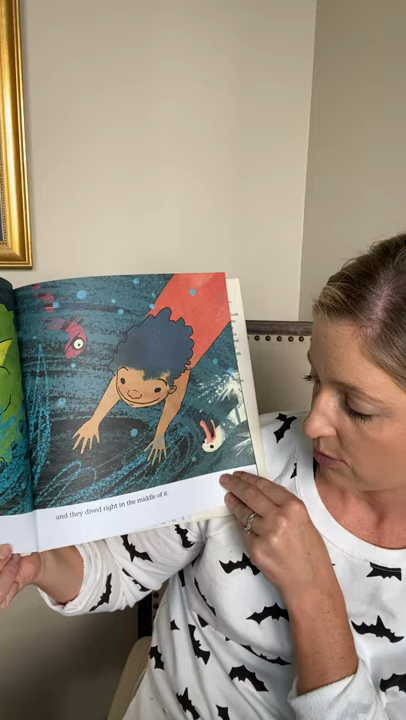 and they dived right in the middle of it.